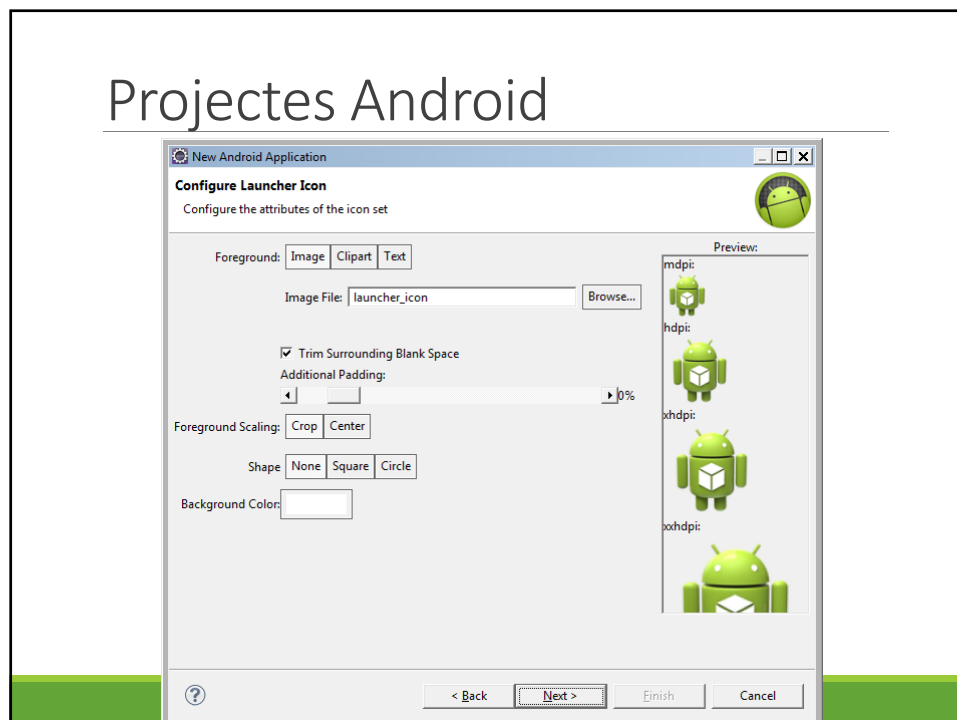 Projectes Android
New Android Application
Configure Launcher Icon
Configure the attributes of the icon set
Foreground: Image Clipart Text
Image File: launcher_icon Browse...
Trim Surrounding Blank Space
Additional Padding:
0%
Foreground Scaling: Crop Center
Shape None Square Circle
Background Color:
Preview:
mdpi:
hdpi:
xhdpi:
xxhdpi:
? < Back Next > Finish Cancel